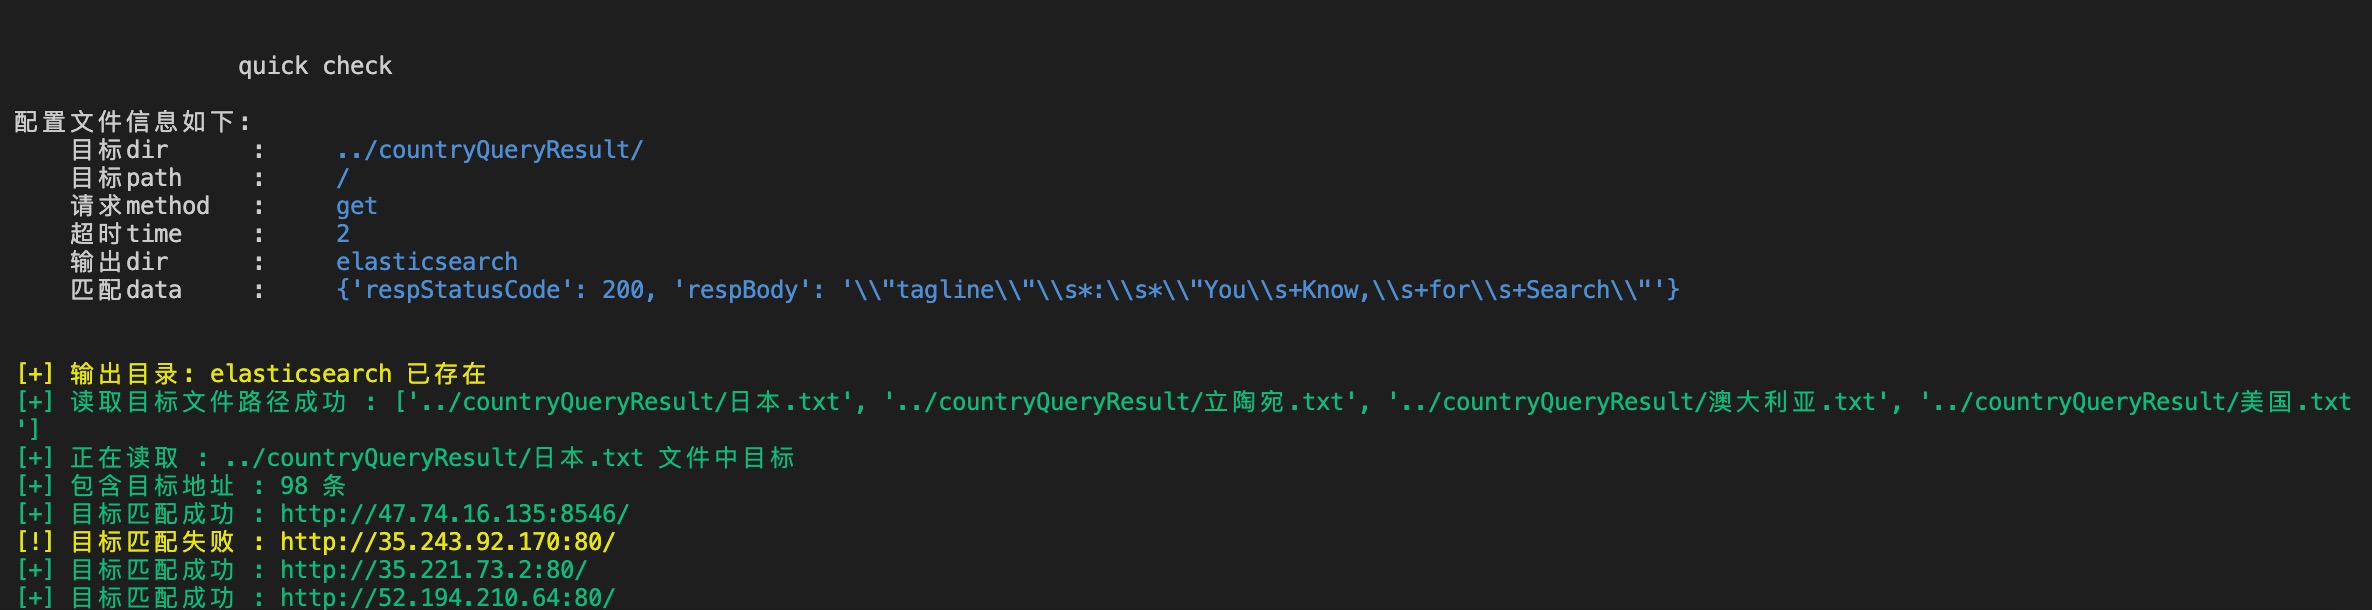 quick check
配置文件信息如下:
目标dir : ../countryQueryResult/
目标path : /
请求method : get
超时time : 2
输出dir : elasticsearch
匹配data : {'respStatusCode': 200, 'respBody': '\\"tagline\\"\\s*:\\s*\\"You\\s+Know,\\s+for\\s+Search\\"'}
[+] 输出目录: elasticsearch 已存在
[+] 读取目标文件路径成功 : ['../countryQueryResult/日本.txt', '../countryQueryResult/立陶宛.txt', '../countryQueryResult/澳大利亚.txt', '../countryQueryResult/美国.txt
']
[+] 正在读取 : ../countryQueryResult/日本.txt 文件中目标
[+] 包含目标地址 : 98 条
[+] 目标匹配成功 : http://47.74.16.135:8546/
[!] 目标匹配失败 : http://35.243.92.170:80/
[+] 目标匹配成功 : http://35.221.73.2:80/
[+] 目标匹配成功 : http://52.194.210.64:80/